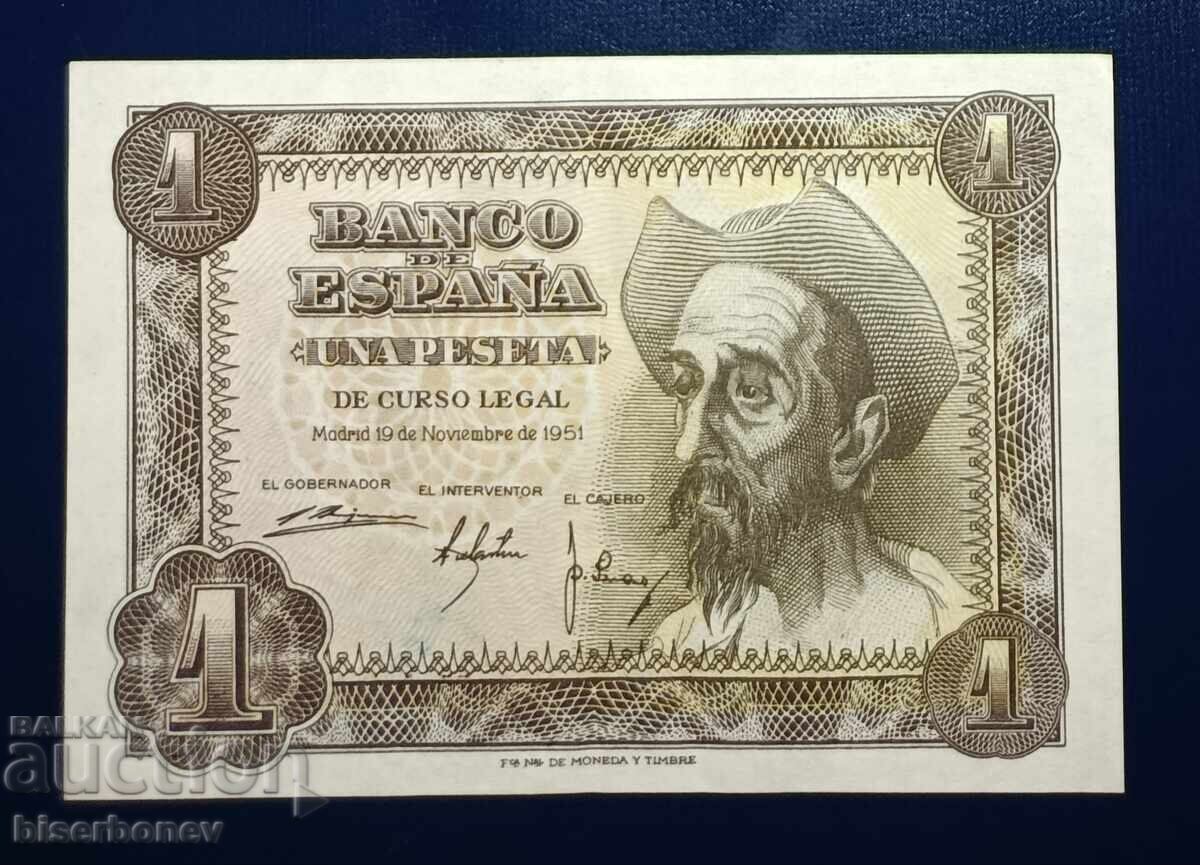 1 1
BANCO
DE
ESPAÑA
UNA PESETA
DE CURSO LEGAL
Madrid 19 de Noviembre de 1951
EL GOBERNADOR EL INTERVENTOR EL CAJERO
1 1
Fca Nal DE MONEDA Y TIMBRE
BALKAN
auction
biserbonev